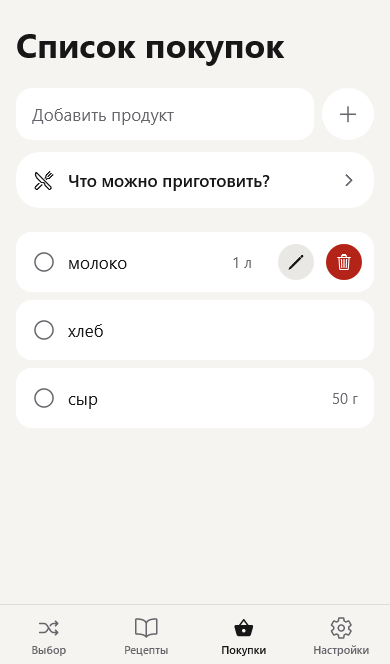 Список покупок
Добавить продукт
Что можно приготовить?
молоко 1 л
хлеб
сыр 50 г
Выбор Рецепты Покупки Настройки